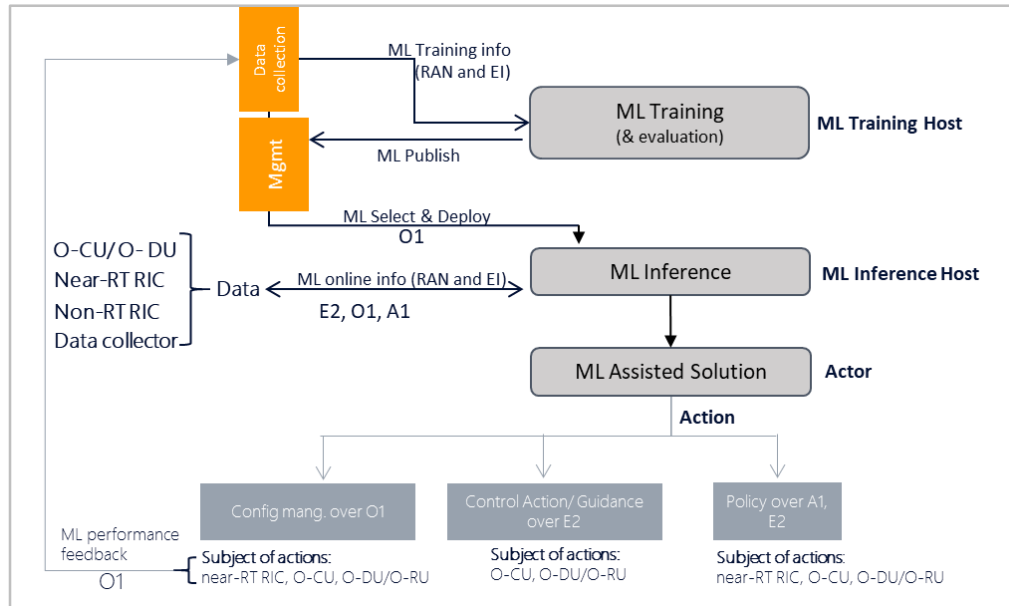 Data
collection
ML Training info
(RAN and EI)
ML Training
(& evaluation)
ML Training Host
ML Publish
Mgmt
ML Select & Deploy
O1
O-CU/ O- DU
Near-RT RIC
Non-RT RIC
Data collector
Data
ML online info (RAN and EI)
E2, O1, A1
ML Inference
ML Inference Host
ML Assisted Solution
Actor
Action
Config mang. over O1
Control Action/ Guidance
over E2
Policy over A1,
E2
ML performance
feedback
O1
Subject of actions:
near-RT RIC, O-CU, O-DU/O-RU
Subject of actions:
O-CU, O-DU/O-RU
Subject of actions:
near-RT RIC, O-CU, O-DU/O-RU